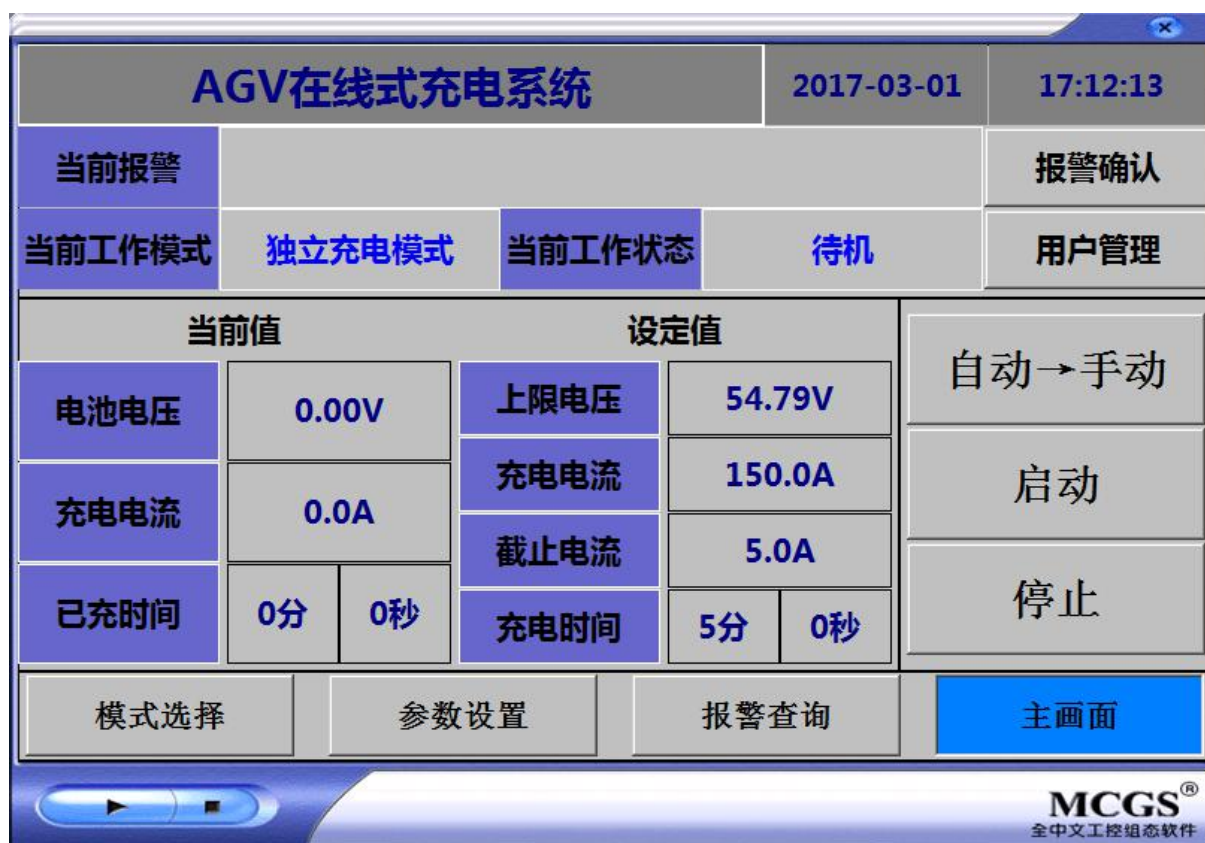 AGV在线式充电系统 2017-03-01 17:12:13
当前报警 报警确认
当前工作模式 独立充电模式 当前工作状态 待机 用户管理
当前值 设定值
自动→手动
电池电压 0.00V 上限电压 54.79V
充电电流 150.0A
启动
充电电流 0.0A
截止电流 5.0A
停止
已充时间 0分 0秒 充电时间 5分 0秒
模式选择 参数设置 报警查询 主画面
MCGS®
全中文工控组态软件